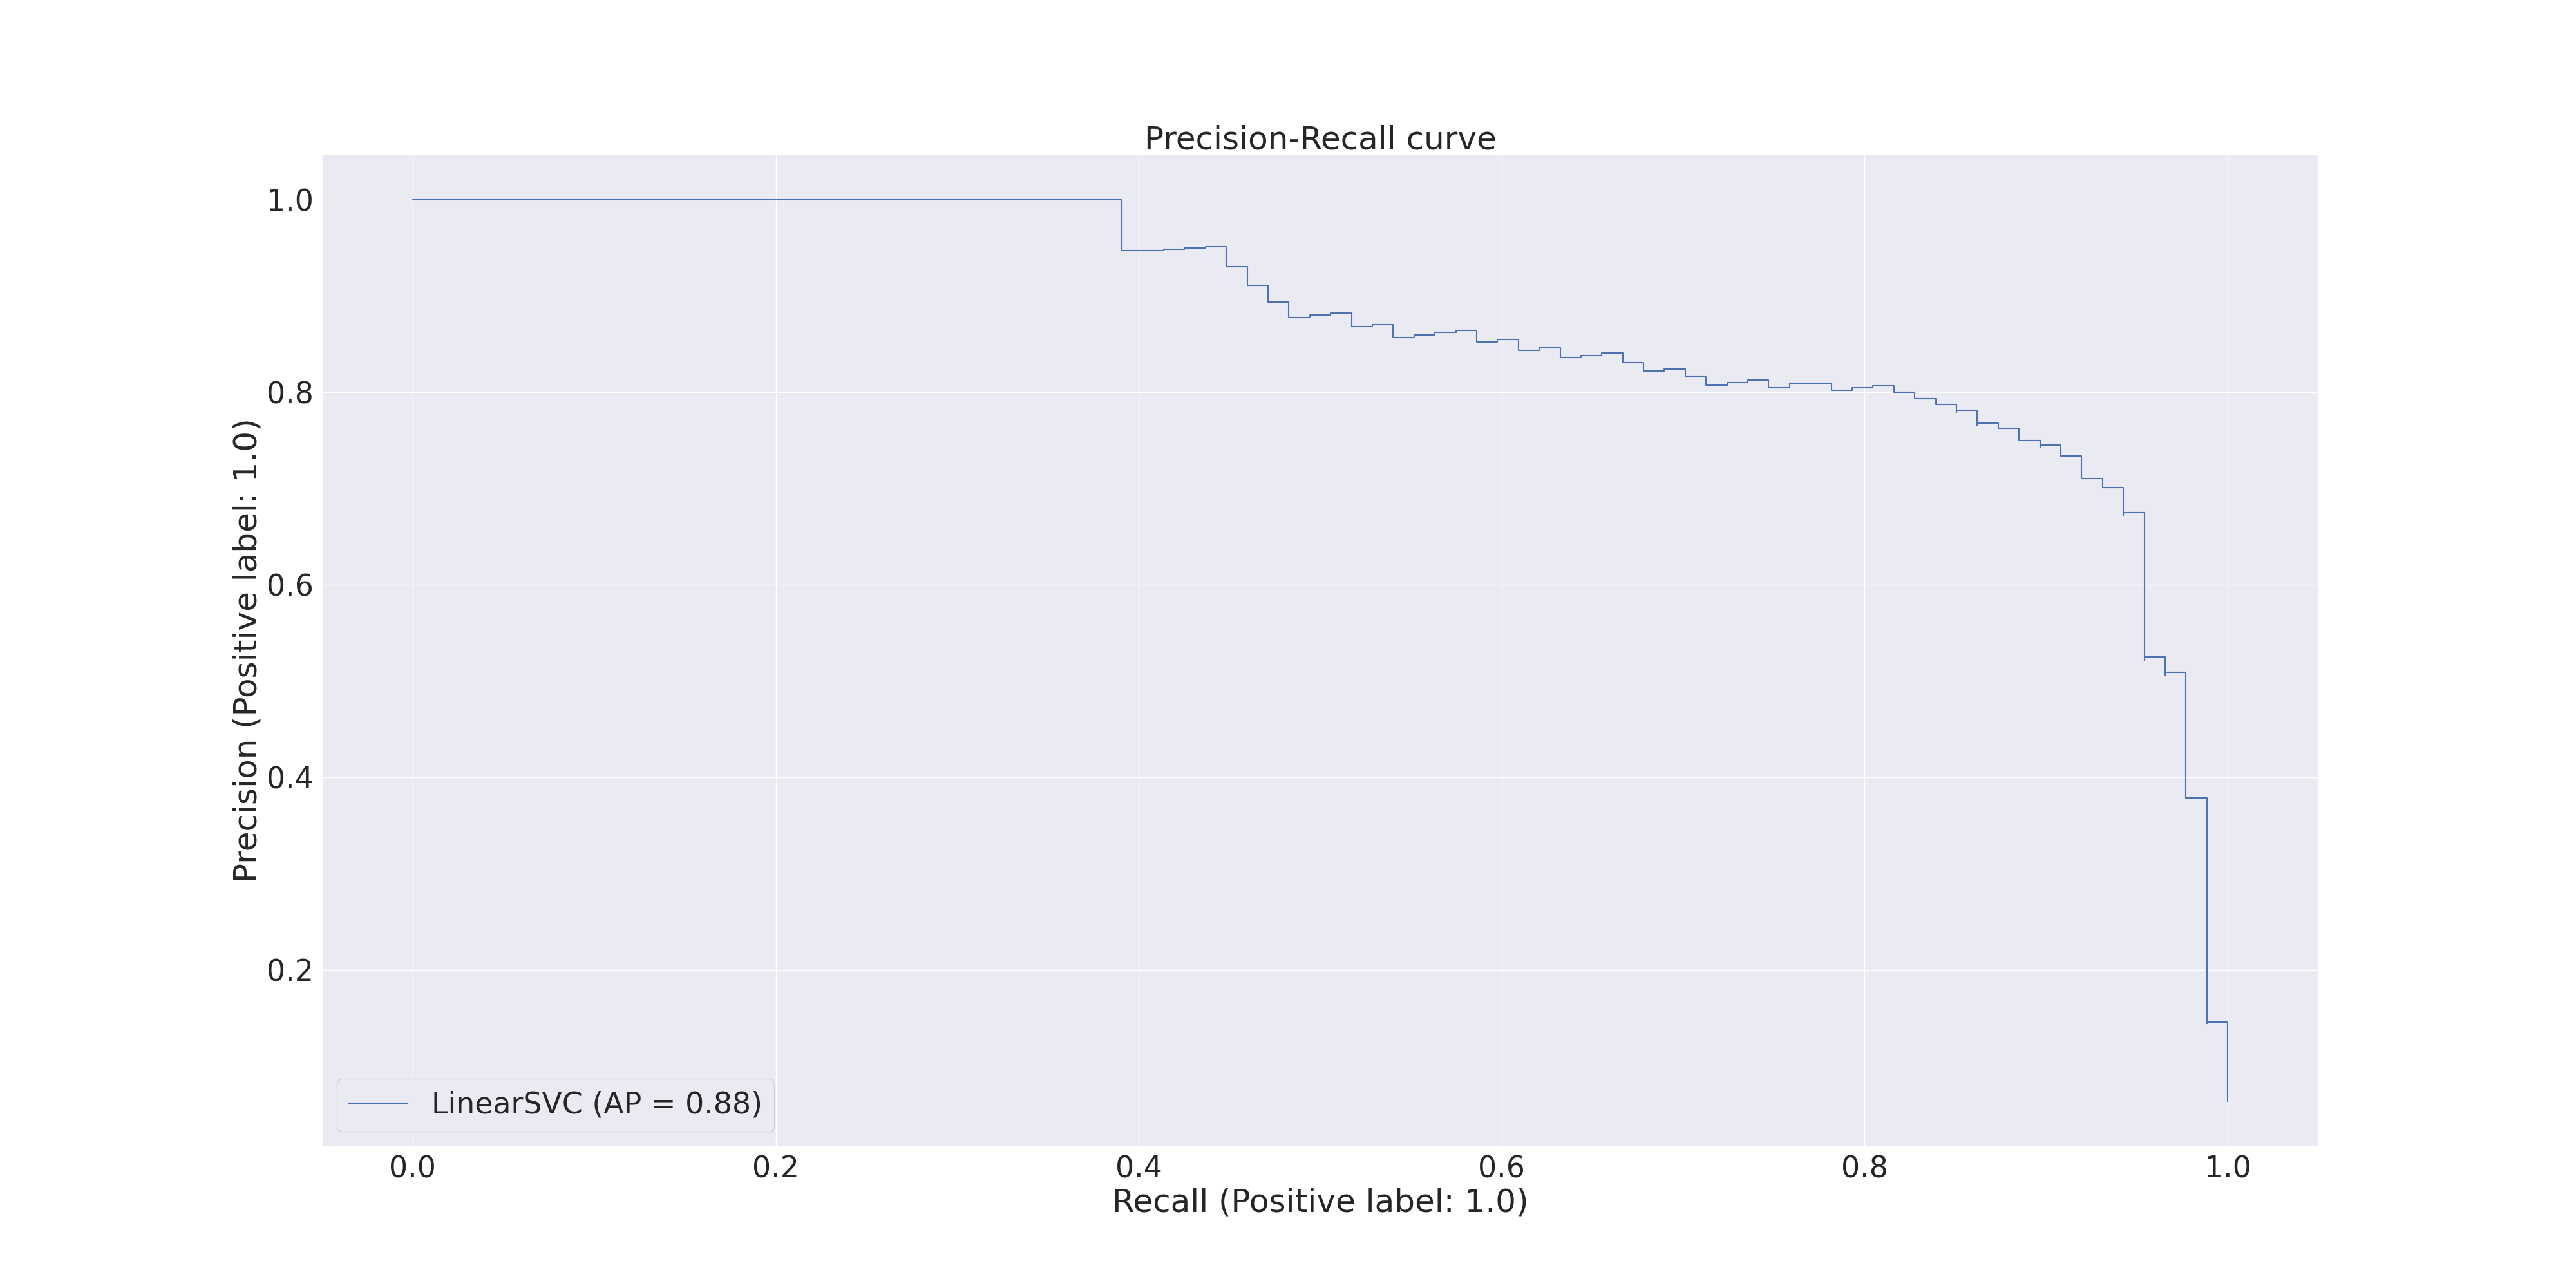 Precision-Recall curve
1.0
0.8
0.6
0.4
0.2
Precision (Positive label: 1.0)
LinearSVC (AP = 0.88)
0.0 0.2 0.4 0.6 0.8 1.0
Recall (Positive label: 1.0)